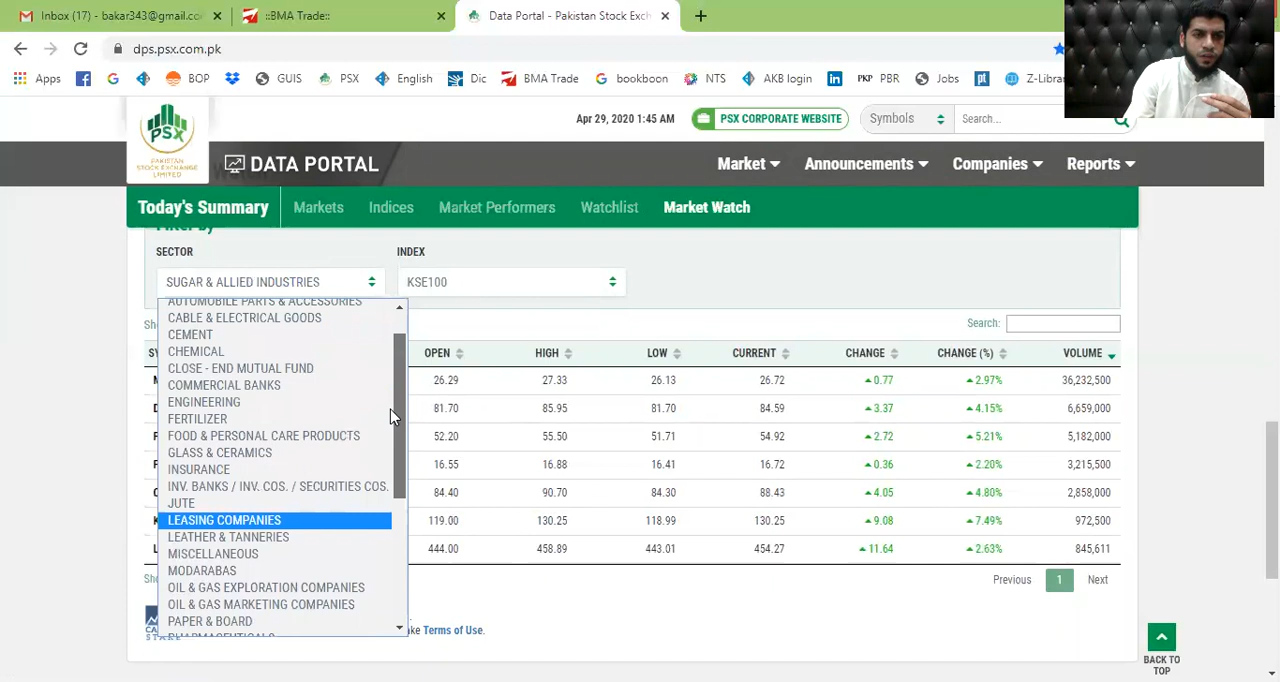 Inbox (17) - bakar343@gmail.co
::BMA Trade::
Data Portal - Pakistan Stock Exch
dps.psx.com.pk
Apps
BOP
GUIS
PSX
English
Dic
BMA Trade
bookboon
NTS
AKB login
PKP PBR
Jobs
Z-Librar
PSX
PAKISTAN
STOCK EXCHANGE
LIMITED
Apr 29, 2020 1:45 AM
PSX CORPORATE WEBSITE
Symbols
Search...
DATA PORTAL
Market
Announcements
Companies
Reports
Today's Summary
Markets
Indices
Market Performers
Watchlist
Market Watch
Filter by
SECTOR
INDEX
SUGAR & ALLIED INDUSTRIES
KSE100
AUTOMOBILE PARTS & ACCESSORIES
CABLE & ELECTRICAL GOODS
CEMENT
CHEMICAL
CLOSE - END MUTUAL FUND
COMMERCIAL BANKS
ENGINEERING
FERTILIZER
FOOD & PERSONAL CARE PRODUCTS
GLASS & CERAMICS
INSURANCE
INV. BANKS / INV. COS. / SECURITIES COS.
JUTE
LEASING COMPANIES
LEATHER & TANNERIES
MISCELLANEOUS
MODARABAS
OIL & GAS EXPLORATION COMPANIES
OIL & GAS MARKETING COMPANIES
PAPER & BOARD
PHARMACEUTICALS
Search:
OPEN HIGH LOW CURRENT CHANGE CHANGE (%) VOLUME
26.29 27.33 26.13 26.72 0.77 2.97% 36,232,500
81.70 85.95 81.70 84.59 3.37 4.15% 6,659,000
52.20 55.50 51.71 54.92 2.72 5.21% 5,182,000
16.55 16.88 16.41 16.72 0.36 2.20% 3,215,500
84.40 90.70 84.30 88.43 4.05 4.80% 2,858,000
119.00 130.25 118.99 130.25 9.08 7.49% 972,500
444.00 458.89 443.01 454.27 11.64 2.63% 845,611
Previous 1 Next
Terms of Use.
BACK TO
TOP